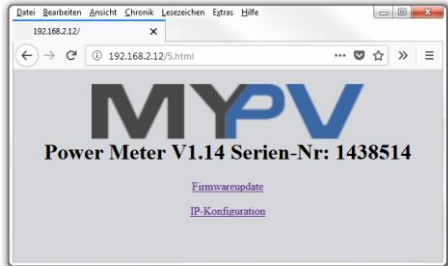 Datei Bearbeiten Ansicht Chronik Lesezeichen Extras Hilfe
192.168.2.12/
192.168.2.12/5.html
MYPV
Power Meter V1.14 Serien-Nr: 1438514
Firmwareupdate
IP-Konfiguration